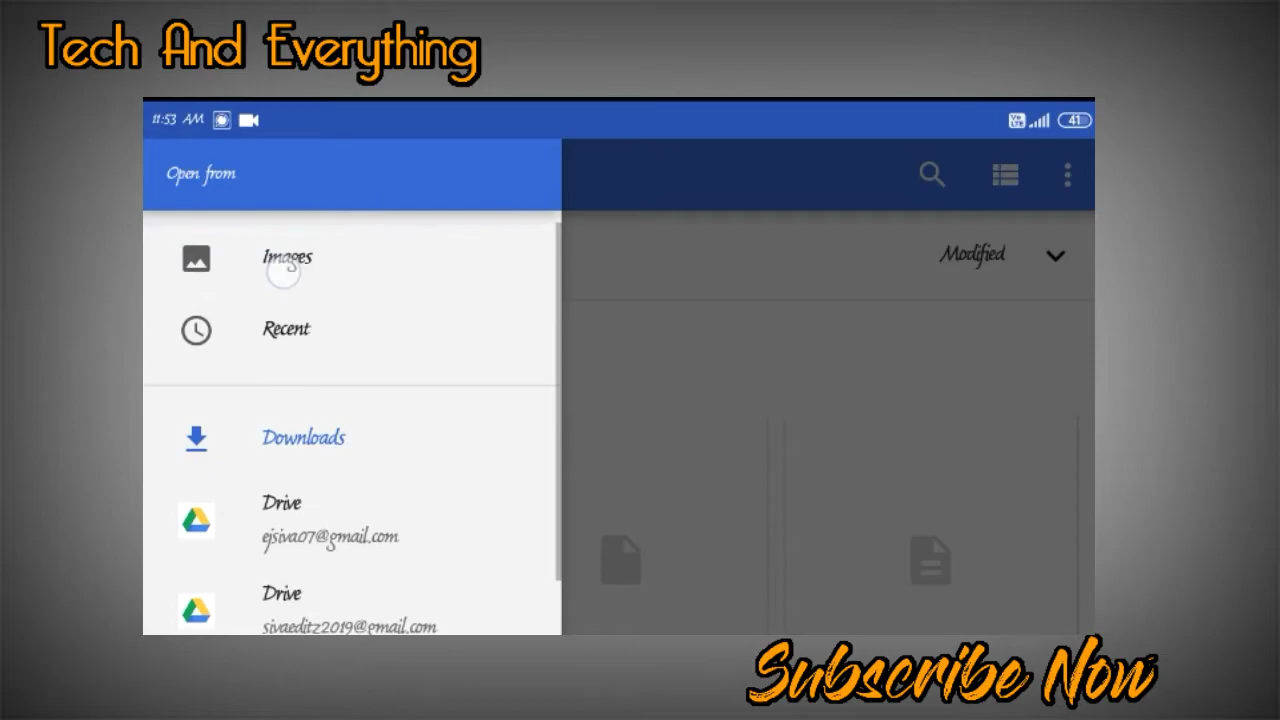 Tech And Everything
11:53 AM
VoLTE
41
Open from
Images
Modified
Recent
Downloads
Drive
ejsiva07@gmail.com
Drive
sivaeditz2019@gmail.com
Subscribe Now